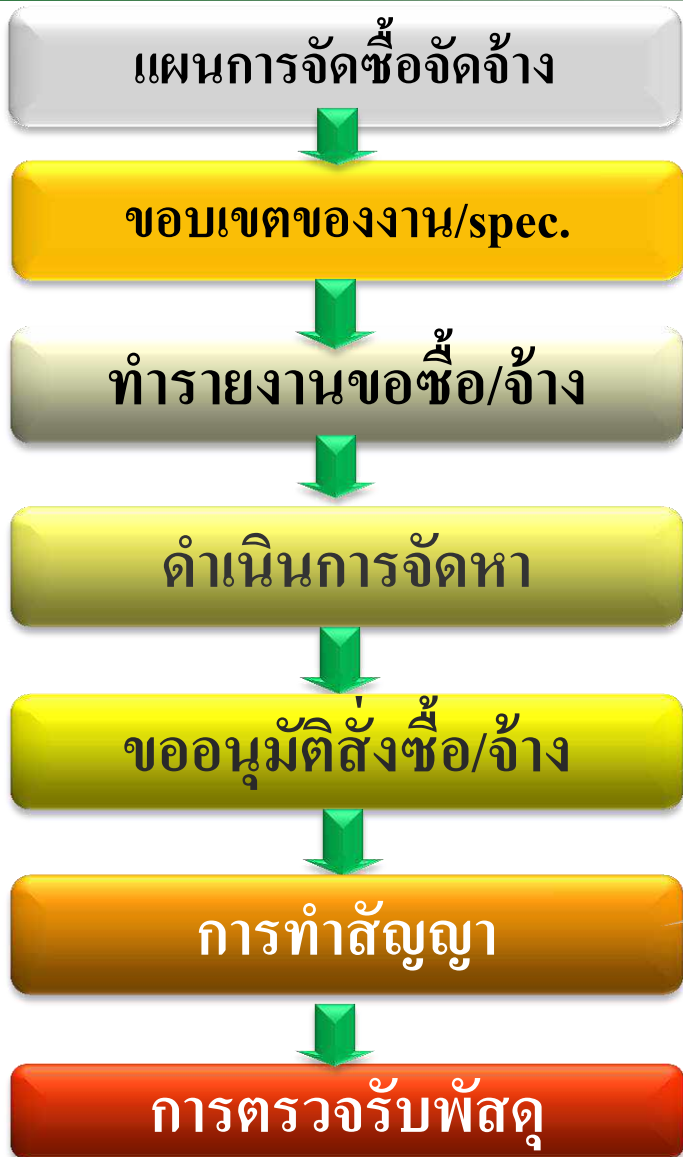 แผนการจัดซื้อจัดจ้าง
ขอบเขตของงาน/spec.
ทำรายงานขอซื้อ/จ้าง
ดำเนินการจัดหา
ขออนุมัติสั่งซื้อ/จ้าง
การทำสัญญา
การตรวจรับพัสดุ